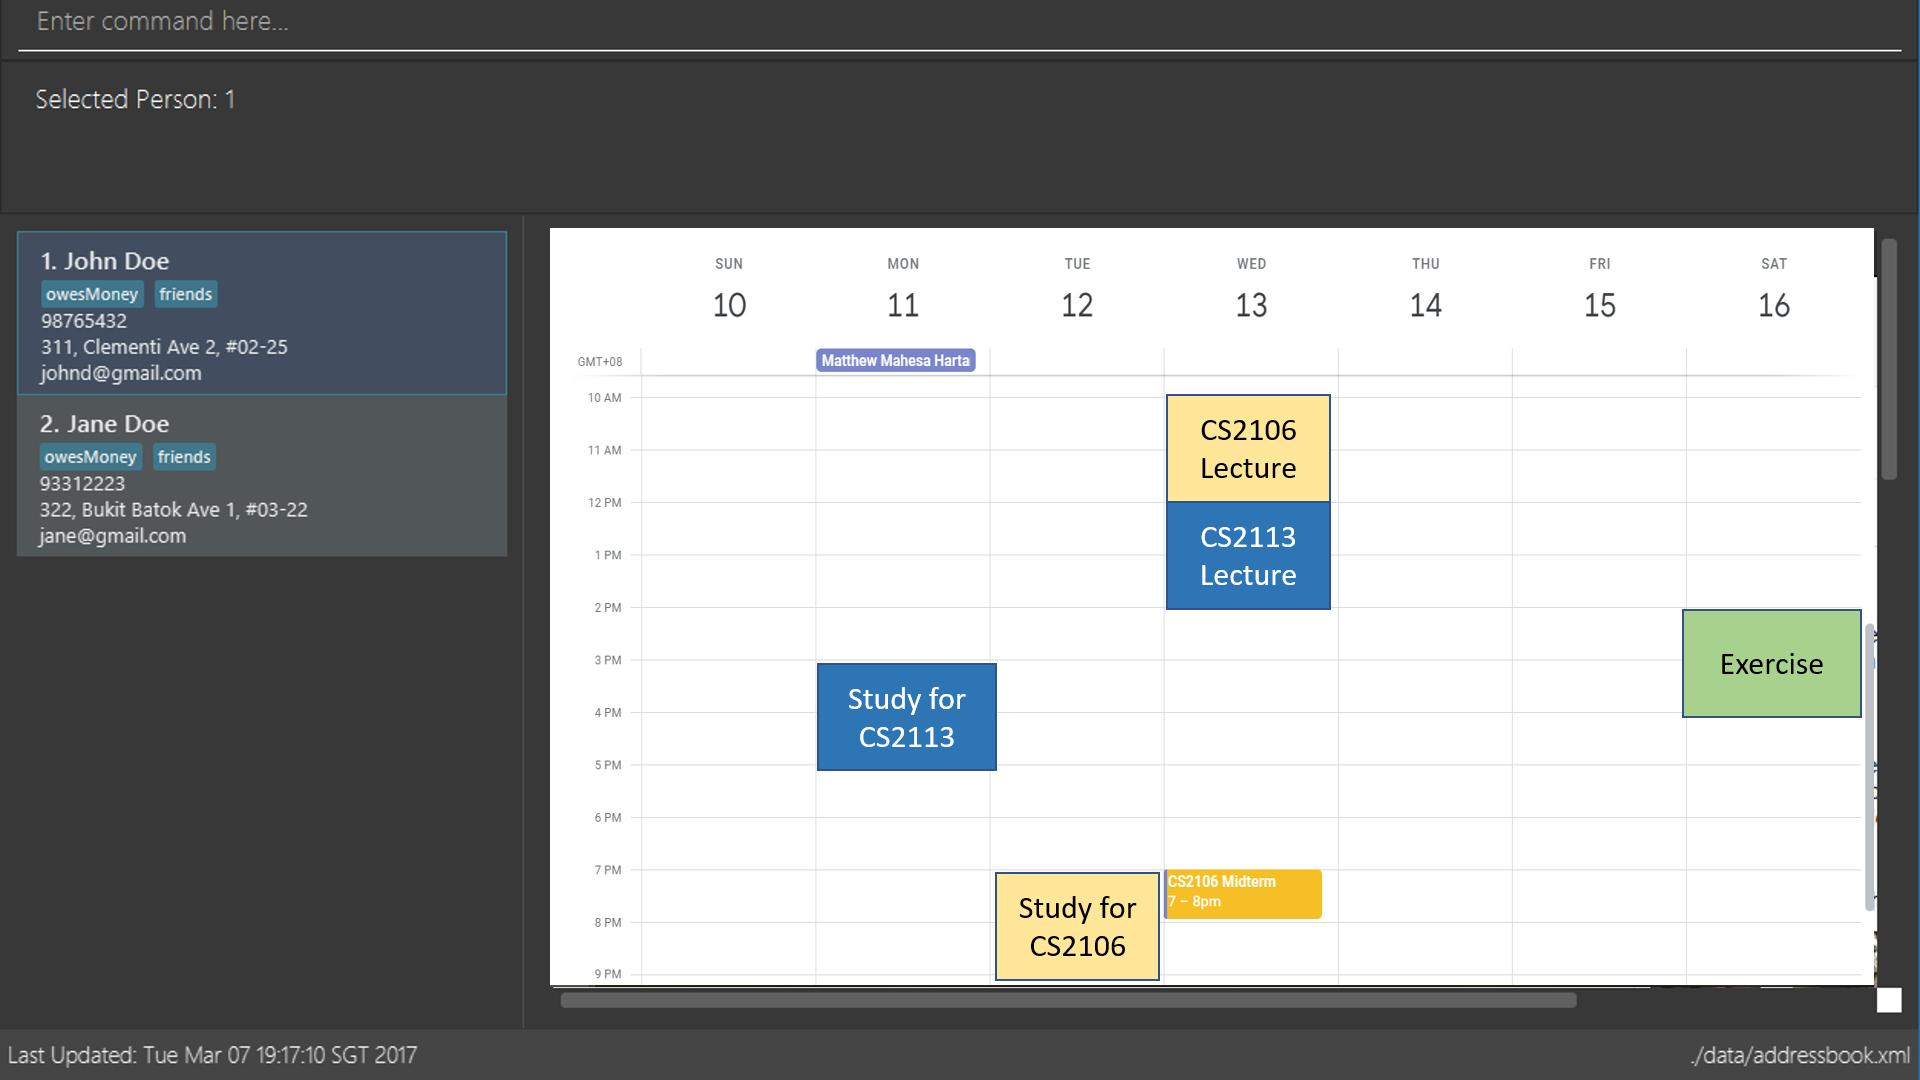 Enter command here...
Selected Person: 1
1. John Doe
owesMoney friends
98765432
311, Clementi Ave 2, #02-25
johnd@gmail.com
2. Jane Doe
owesMoney friends
93312223
322, Bukit Batok Ave 1, #03-22
jane@gmail.com
SUN MON TUE WED THU FRI SAT
10 11 12 13 14 15 16
GMT+08
Matthew Mahesa Harta
10 AM
11 AM
12 PM
1 PM
2 PM
3 PM
4 PM
5 PM
6 PM
7 PM
8 PM
9 PM
CS2106
Lecture
CS2113
Lecture
Exercise
Study for
CS2113
Study for
CS2106
CS2106 Midterm
7 – 8pm
Last Updated: Tue Mar 07 19:17:10 SGT 2017
./data/addressbook.xml